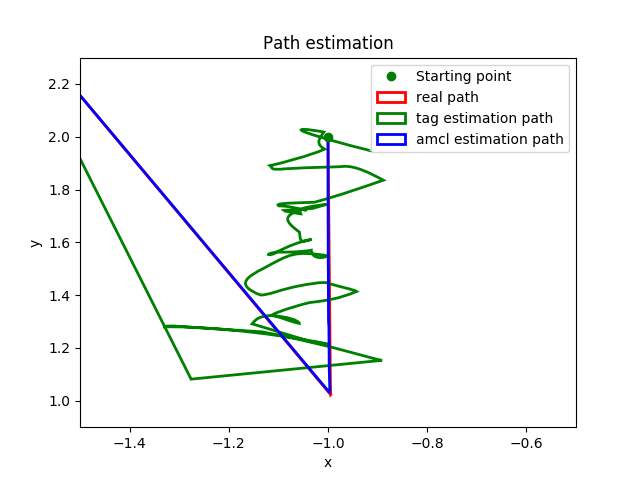 Path estimation
Starting point
real path
tag estimation path
amcl estimation path
2.2
2.0
1.8
1.6
1.4
1.2
1.0
y
−1.4 −1.2 −1.0 −0.8 −0.6
x